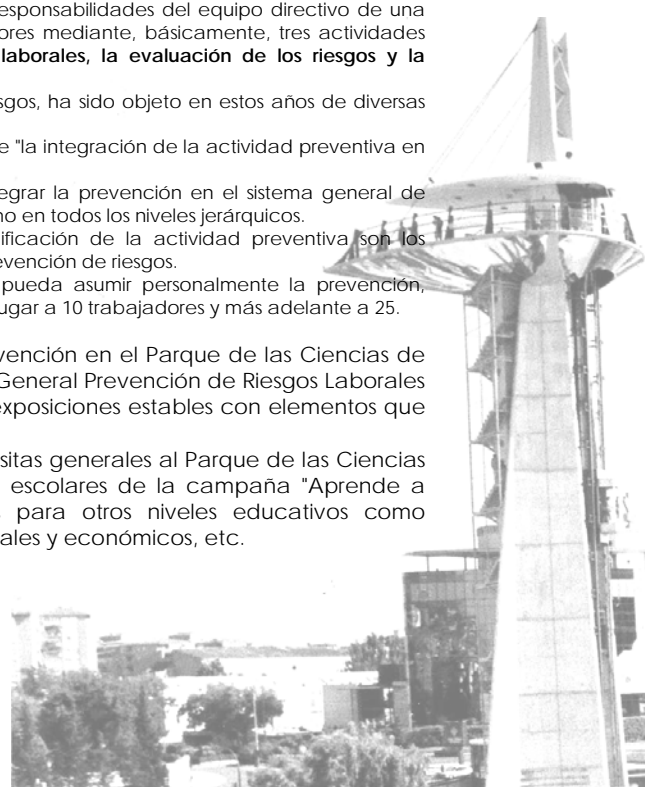 esponsabilidades del equipo directivo de una
ores mediante, básicamente, tres actividades
laborales, la evaluación de los riesgos y la
sgos, ha sido objeto en estos años de diversas
e "la integración de la actividad preventiva en
egrar la prevención en el sistema general de
no en todos los niveles jerárquicos.
ificación de la actividad preventiva son los
evención de riesgos.
pueda asumir personalmente la prevención,
ugar a 10 trabajadores y más adelante a 25.
vención en el Parque de las Ciencias de
General Prevención de Riesgos Laborales
exposiciones estables con elementos que
sitas generales al Parque de las Ciencias
escolares de la campaña "Aprende a
para otros niveles educativos como
ales y económicos, etc.